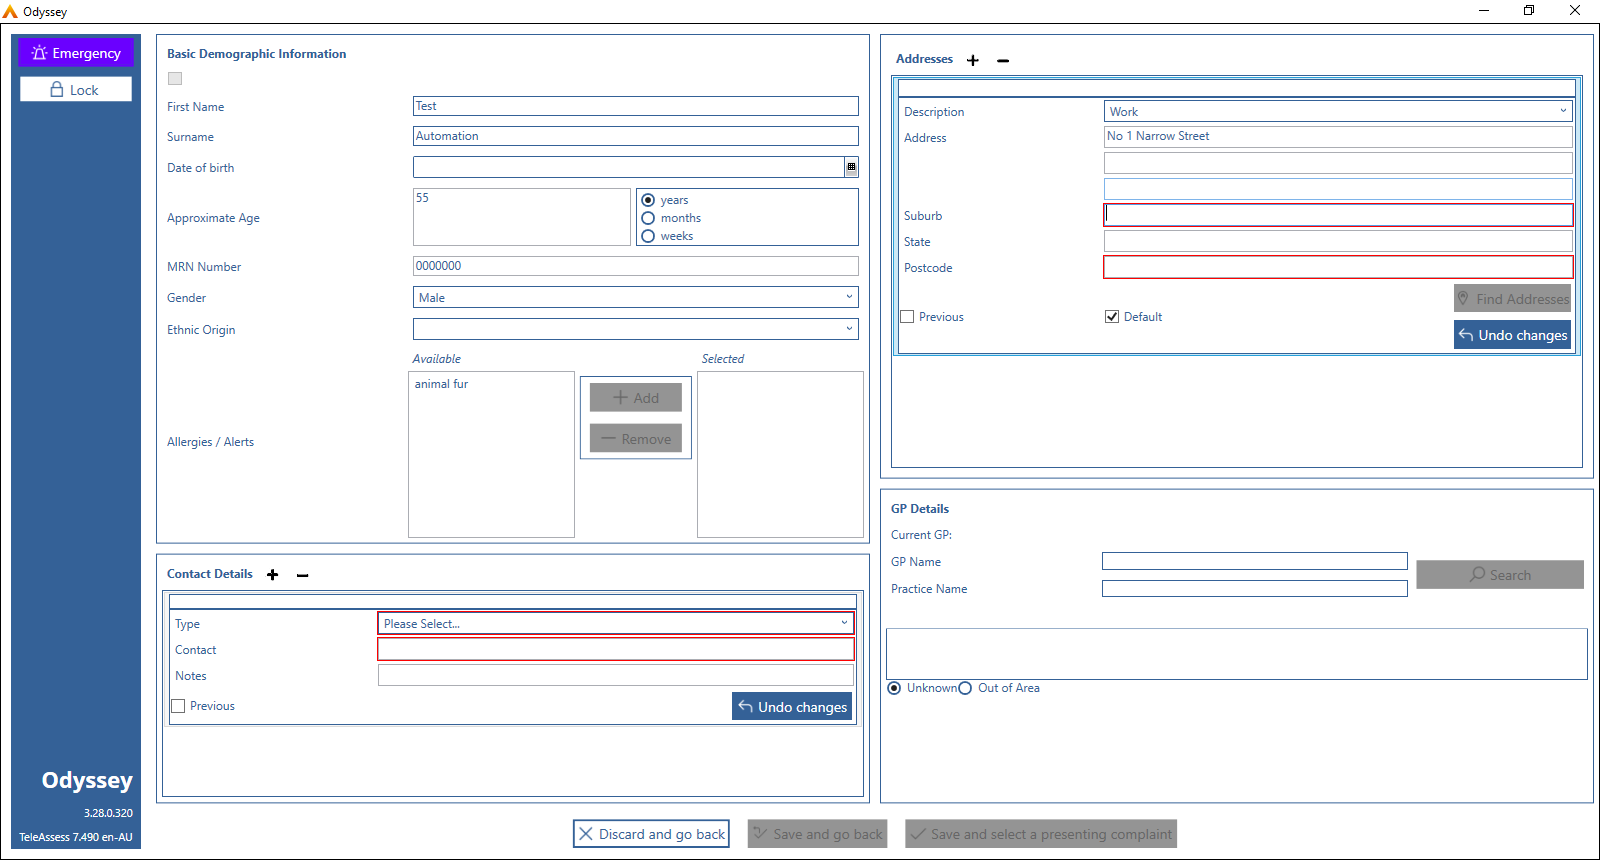 Odyssey
Emergency
Lock
Basic Demographic Information
First Name
Test
Surname
Automation
Date of birth
Approximate Age
55
years
months
weeks
MRN Number
0000000
Gender
Male
Ethnic Origin
Available
Selected
Allergies / Alerts
animal fur
Add
Remove
Contact Details
Type
Please Select...
Contact
Notes
Previous
Undo changes
Addresses
Description
Work
Address
No 1 Narrow Street
Suburb
State
Postcode
Find Addresses
Previous
Default
Undo changes
GP Details
Current GP:
GP Name
Search
Practice Name
Unknown
Out of Area
Odyssey
3.28.0.320
TeleAssess 7.490 en-AU
Discard and go back
Save and go back
Save and select a presenting complaint